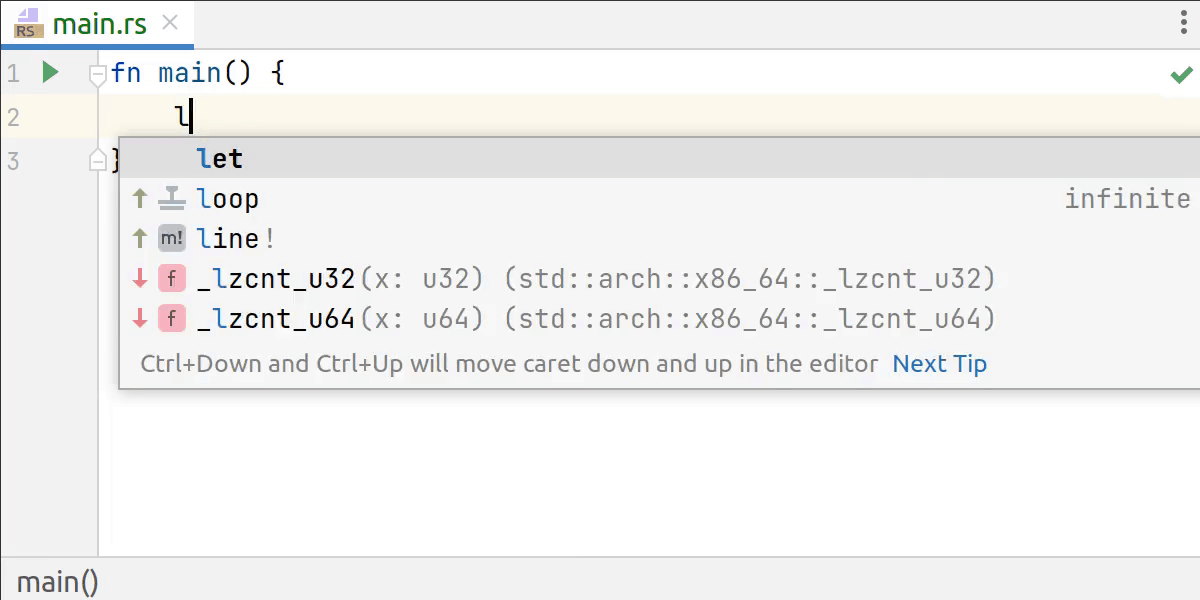 RS main.rs
1 fn main() {
2 l
3 }
let
loop infinite
m! line!
f _lzcnt_u32(x: u32) (std::arch::x86_64::_lzcnt_u32)
f _lzcnt_u64(x: u64) (std::arch::x86_64::_lzcnt_u64)
Ctrl+Down and Ctrl+Up will move caret down and up in the editor Next Tip
main()